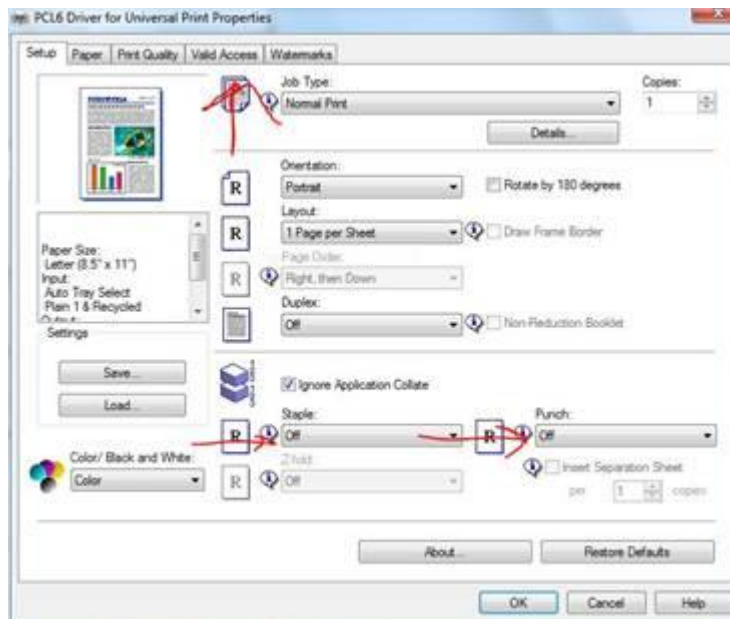 PCL6 Driver for Universal Print Properties
Setup Paper Print Quality Valid Access Watermarks
Job Type: Copies:
Normal Print 1
Details...
Orientation:
R Portrait Rotate by 180 degrees
Layout:
R 1 Page per Sheet Draw Frame Border
Page Order:
R Right, then Down
Duplex:
Off Non-Reduction Booklet
Paper Size:
Letter (8.5" x 11")
Input:
Auto Tray Select
Plain 1 & Recycled
Settings
Save...
Load...
Ignore Application Collate
Staple: Punch:
R Off R Off
Color/ Black and White:
Color
Z-fold:
R Off
Insert Separation Sheet
per 1 copies
About... Restore Defaults
OK Cancel Help